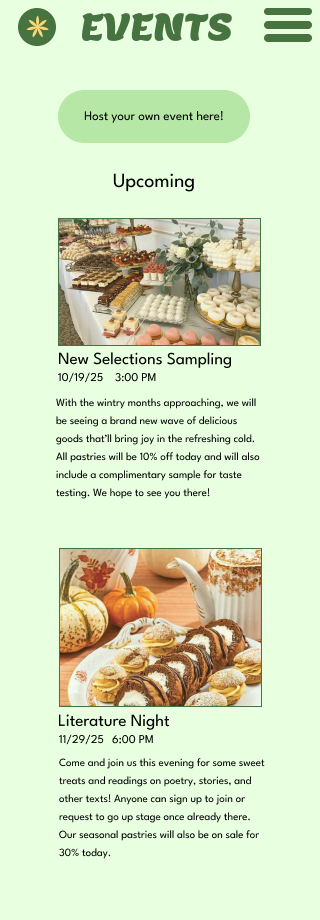 EVENTS
Host your own event here!
Upcoming
New Selections Sampling
10/19/25 3:00 PM
With the wintry months approaching, we will
be seeing a brand new wave of delicious
goods that'll bring joy in the refreshing cold.
All pastries will be 10% off today and will also
include a complimentary sample for taste
testing. We hope to see you there!
Literature Night
11/29/25 6:00 PM
Come and join us this evening for some sweet
treats and readings on poetry, stories, and
other texts! Anyone can sign up to join or
request to go up stage once already there.
Our seasonal pastries will also be on sale for
30% today.